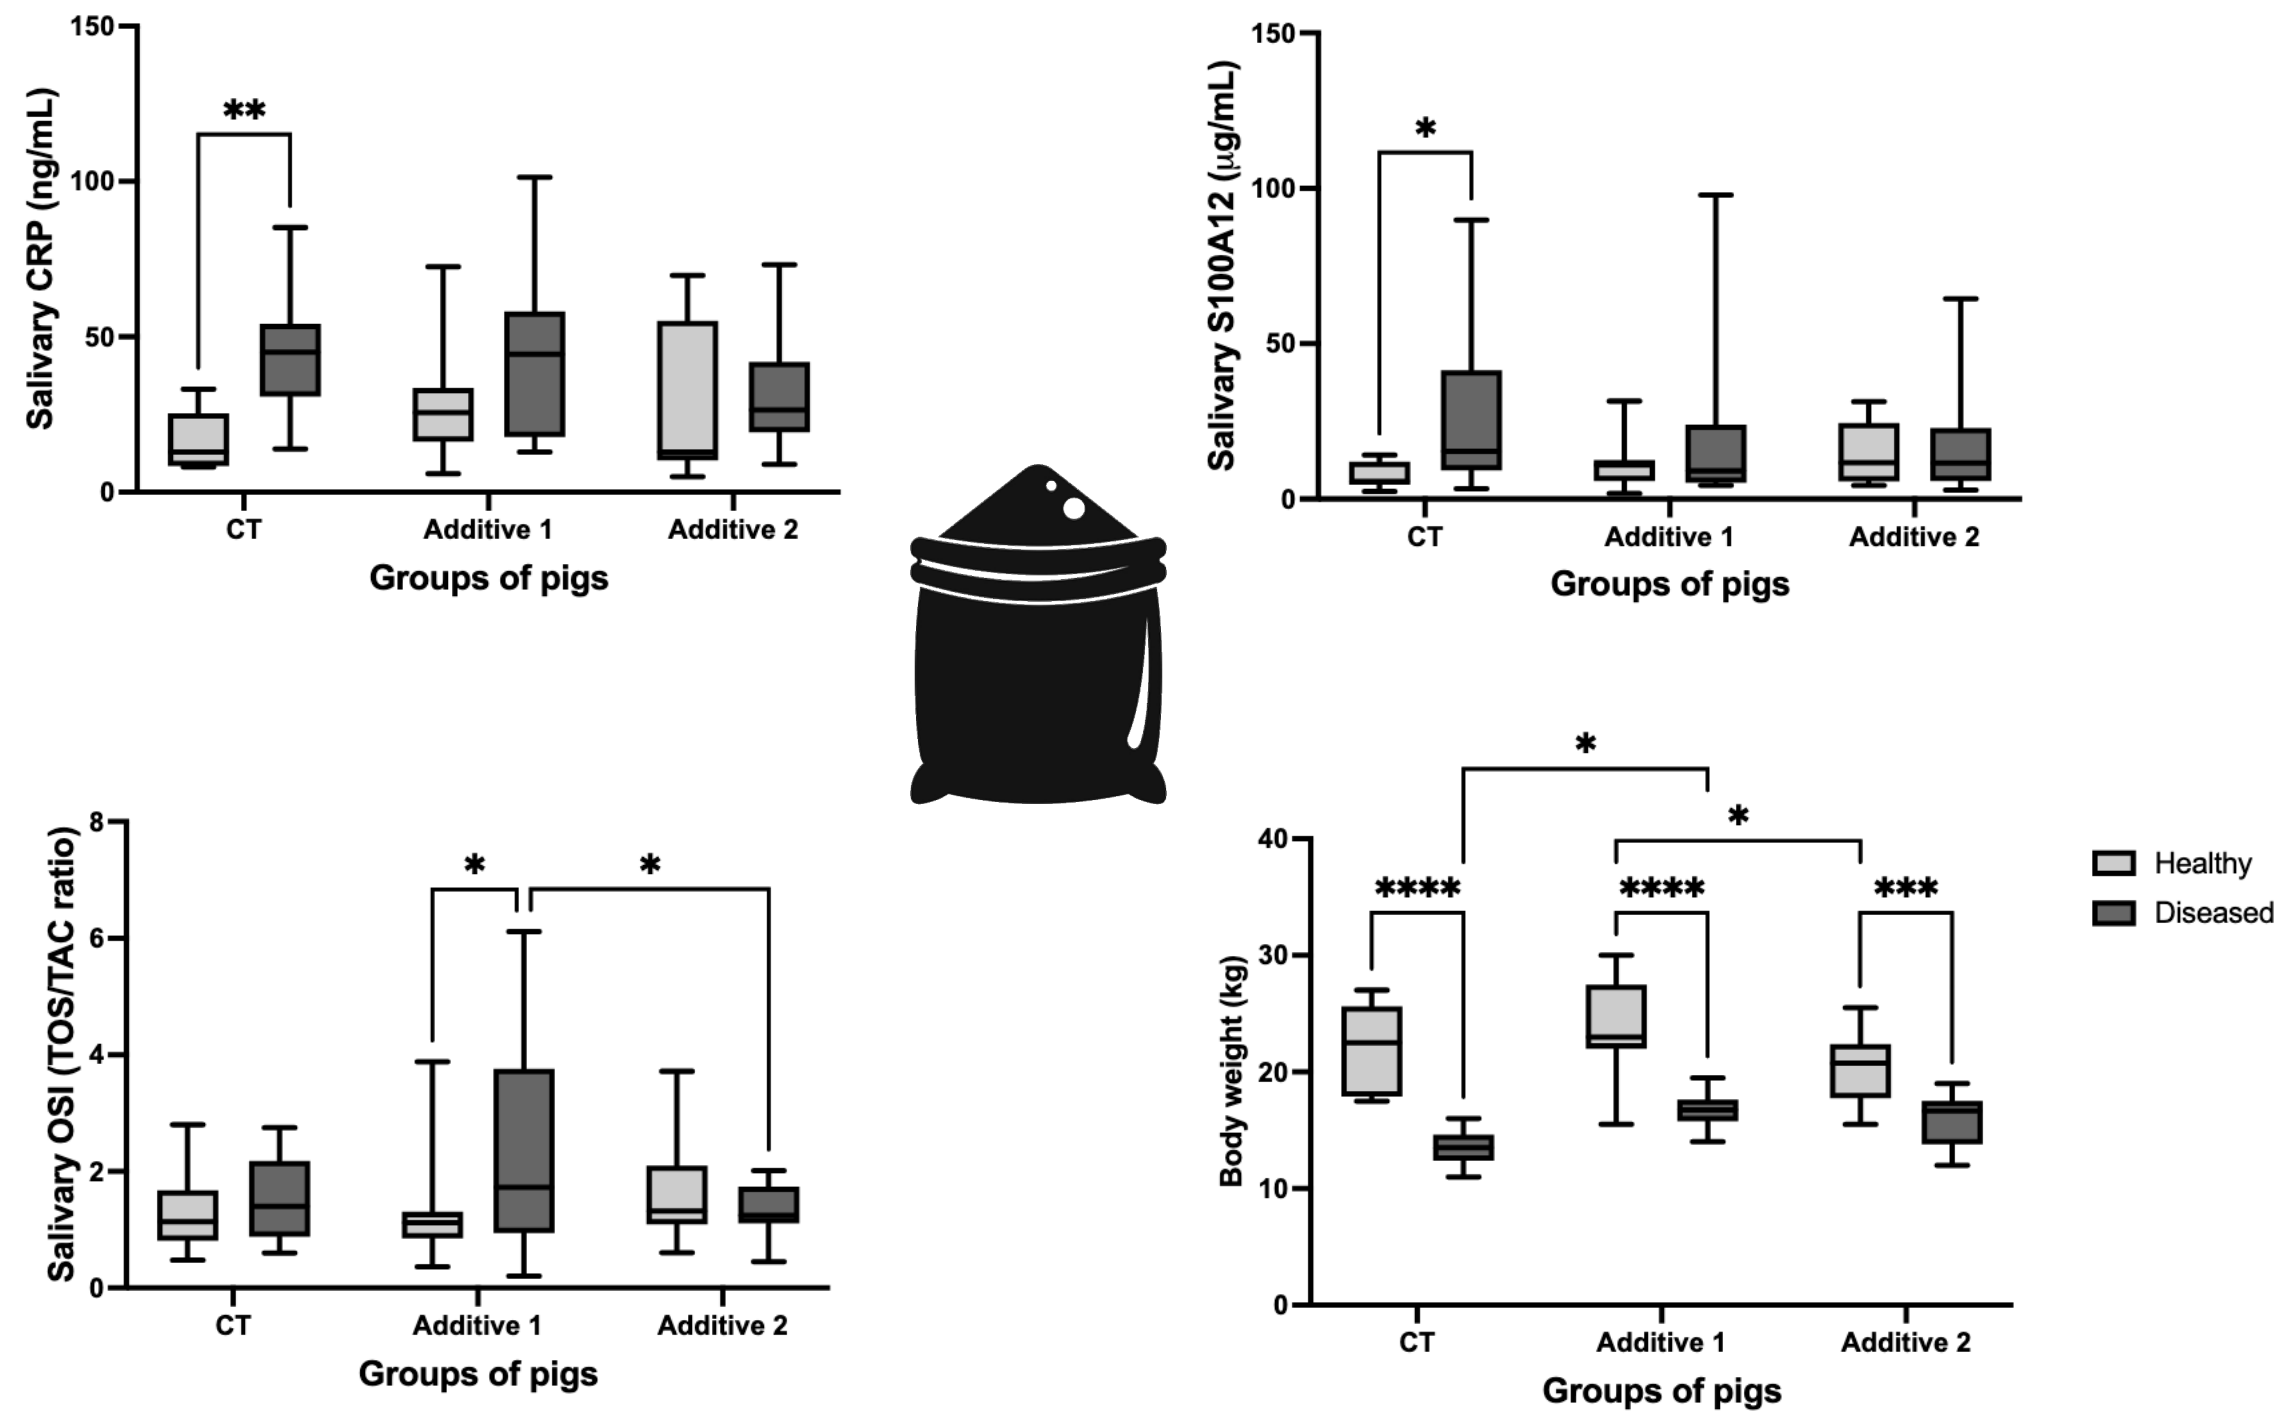 Salivary CRP (ng/mL)
150
100
50
0
**
CT
Additive 1
Additive 2
Groups of pigs
Salivary S100A12 (μg/mL)
150
100
50
0
*
CT
Additive 1
Additive 2
Groups of pigs
Salivary OSI (TOS/TAC ratio)
8
6
4
2
0
*
*
CT
Additive 1
Additive 2
Groups of pigs
Body weight (kg)
40
30
20
10
0
*
*
****
****
***
CT
Additive 1
Additive 2
Groups of pigs
Healthy
Diseased